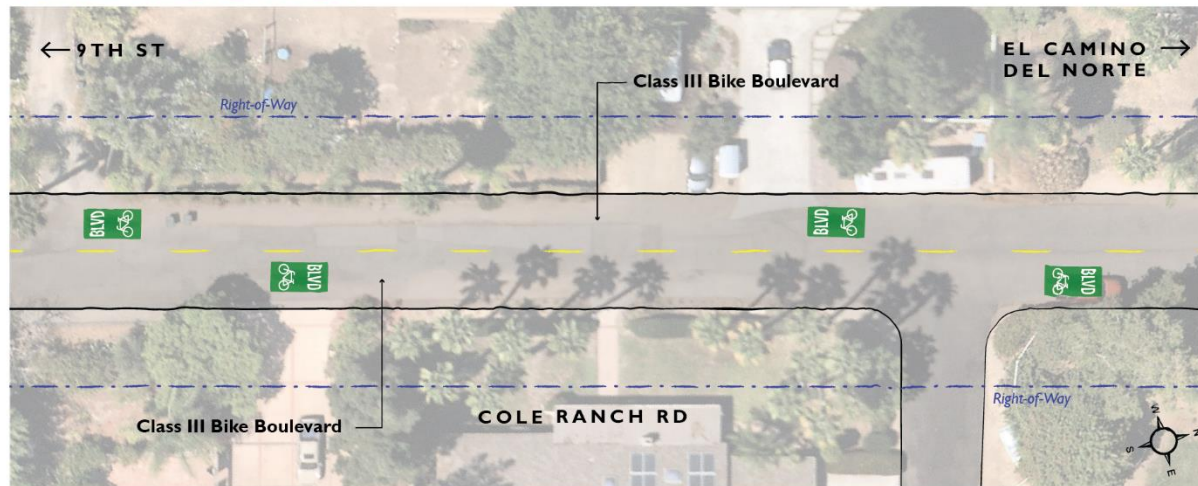 ← 9TH ST
EL CAMINO →
DEL NORTE
Class III Bike Boulevard
Right-of-Way
BLVD
BLVD
BLVD
BLVD
Right-of-Way
COLE RANCH RD
Class III Bike Boulevard
W
N
S
E